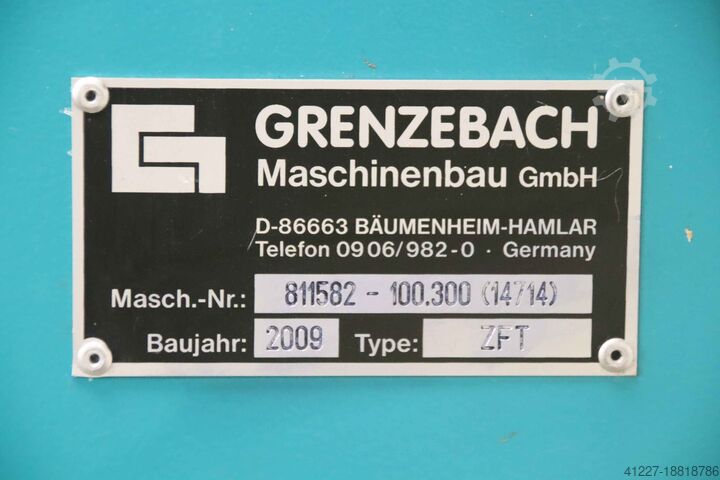 GRENZEBACH
Maschinenbau GmbH
D-86663 BÄUMENHEIM-HAMLAR
Telefon 0906/982-0 · Germany
Masch.-Nr.: 811582 - 100.300 (14714)
Baujahr: 2009 Type: ZFT
41227-18818786